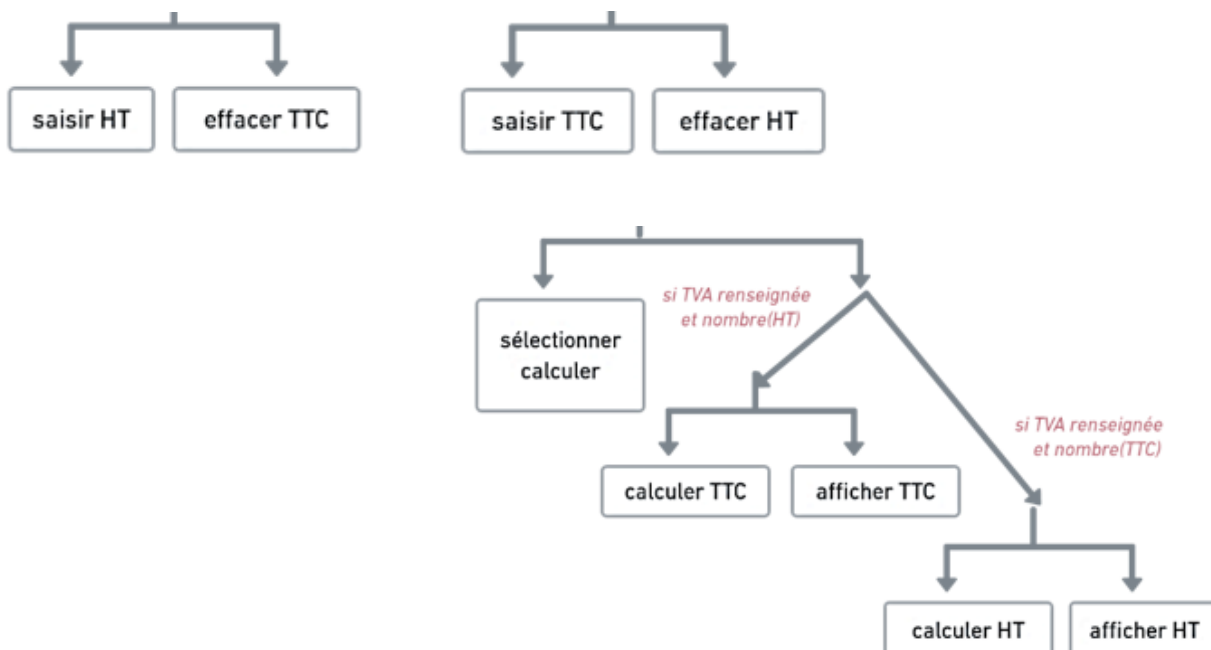 saisir HT
effacer TTC
saisir TTC
effacer HT
si TVA renseignée
et nombre(HT)
sélectionner
calculer
si TVA renseignée
et nombre(TTC)
calculer TTC
afficher TTC
calculer HT
afficher HT